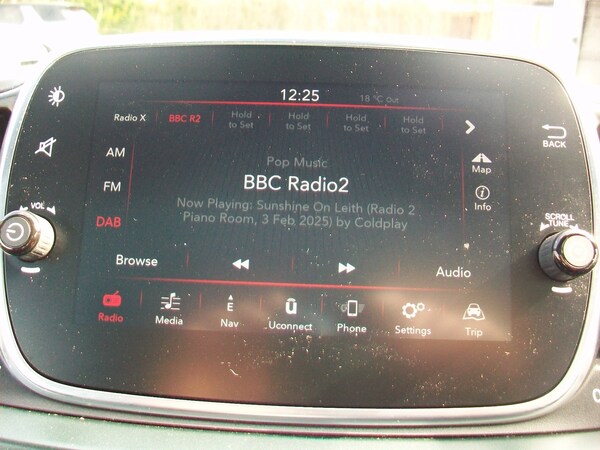 12:25
18 °C Out
Radio X
BBC R2
Hold
to Set
Hold
to Set
Hold
to Set
Hold
to Set
BACK
AM
Pop Music
Map
FM
BBC Radio2
Info
VOL
DAB
Now Playing: Sunshine On Leith (Radio 2
Piano Room, 3 Feb 2025) by Coldplay
SCROLL
TUNE
Browse
Audio
Radio
Media
E
Nav
Uconnect
Phone
Settings
Trip